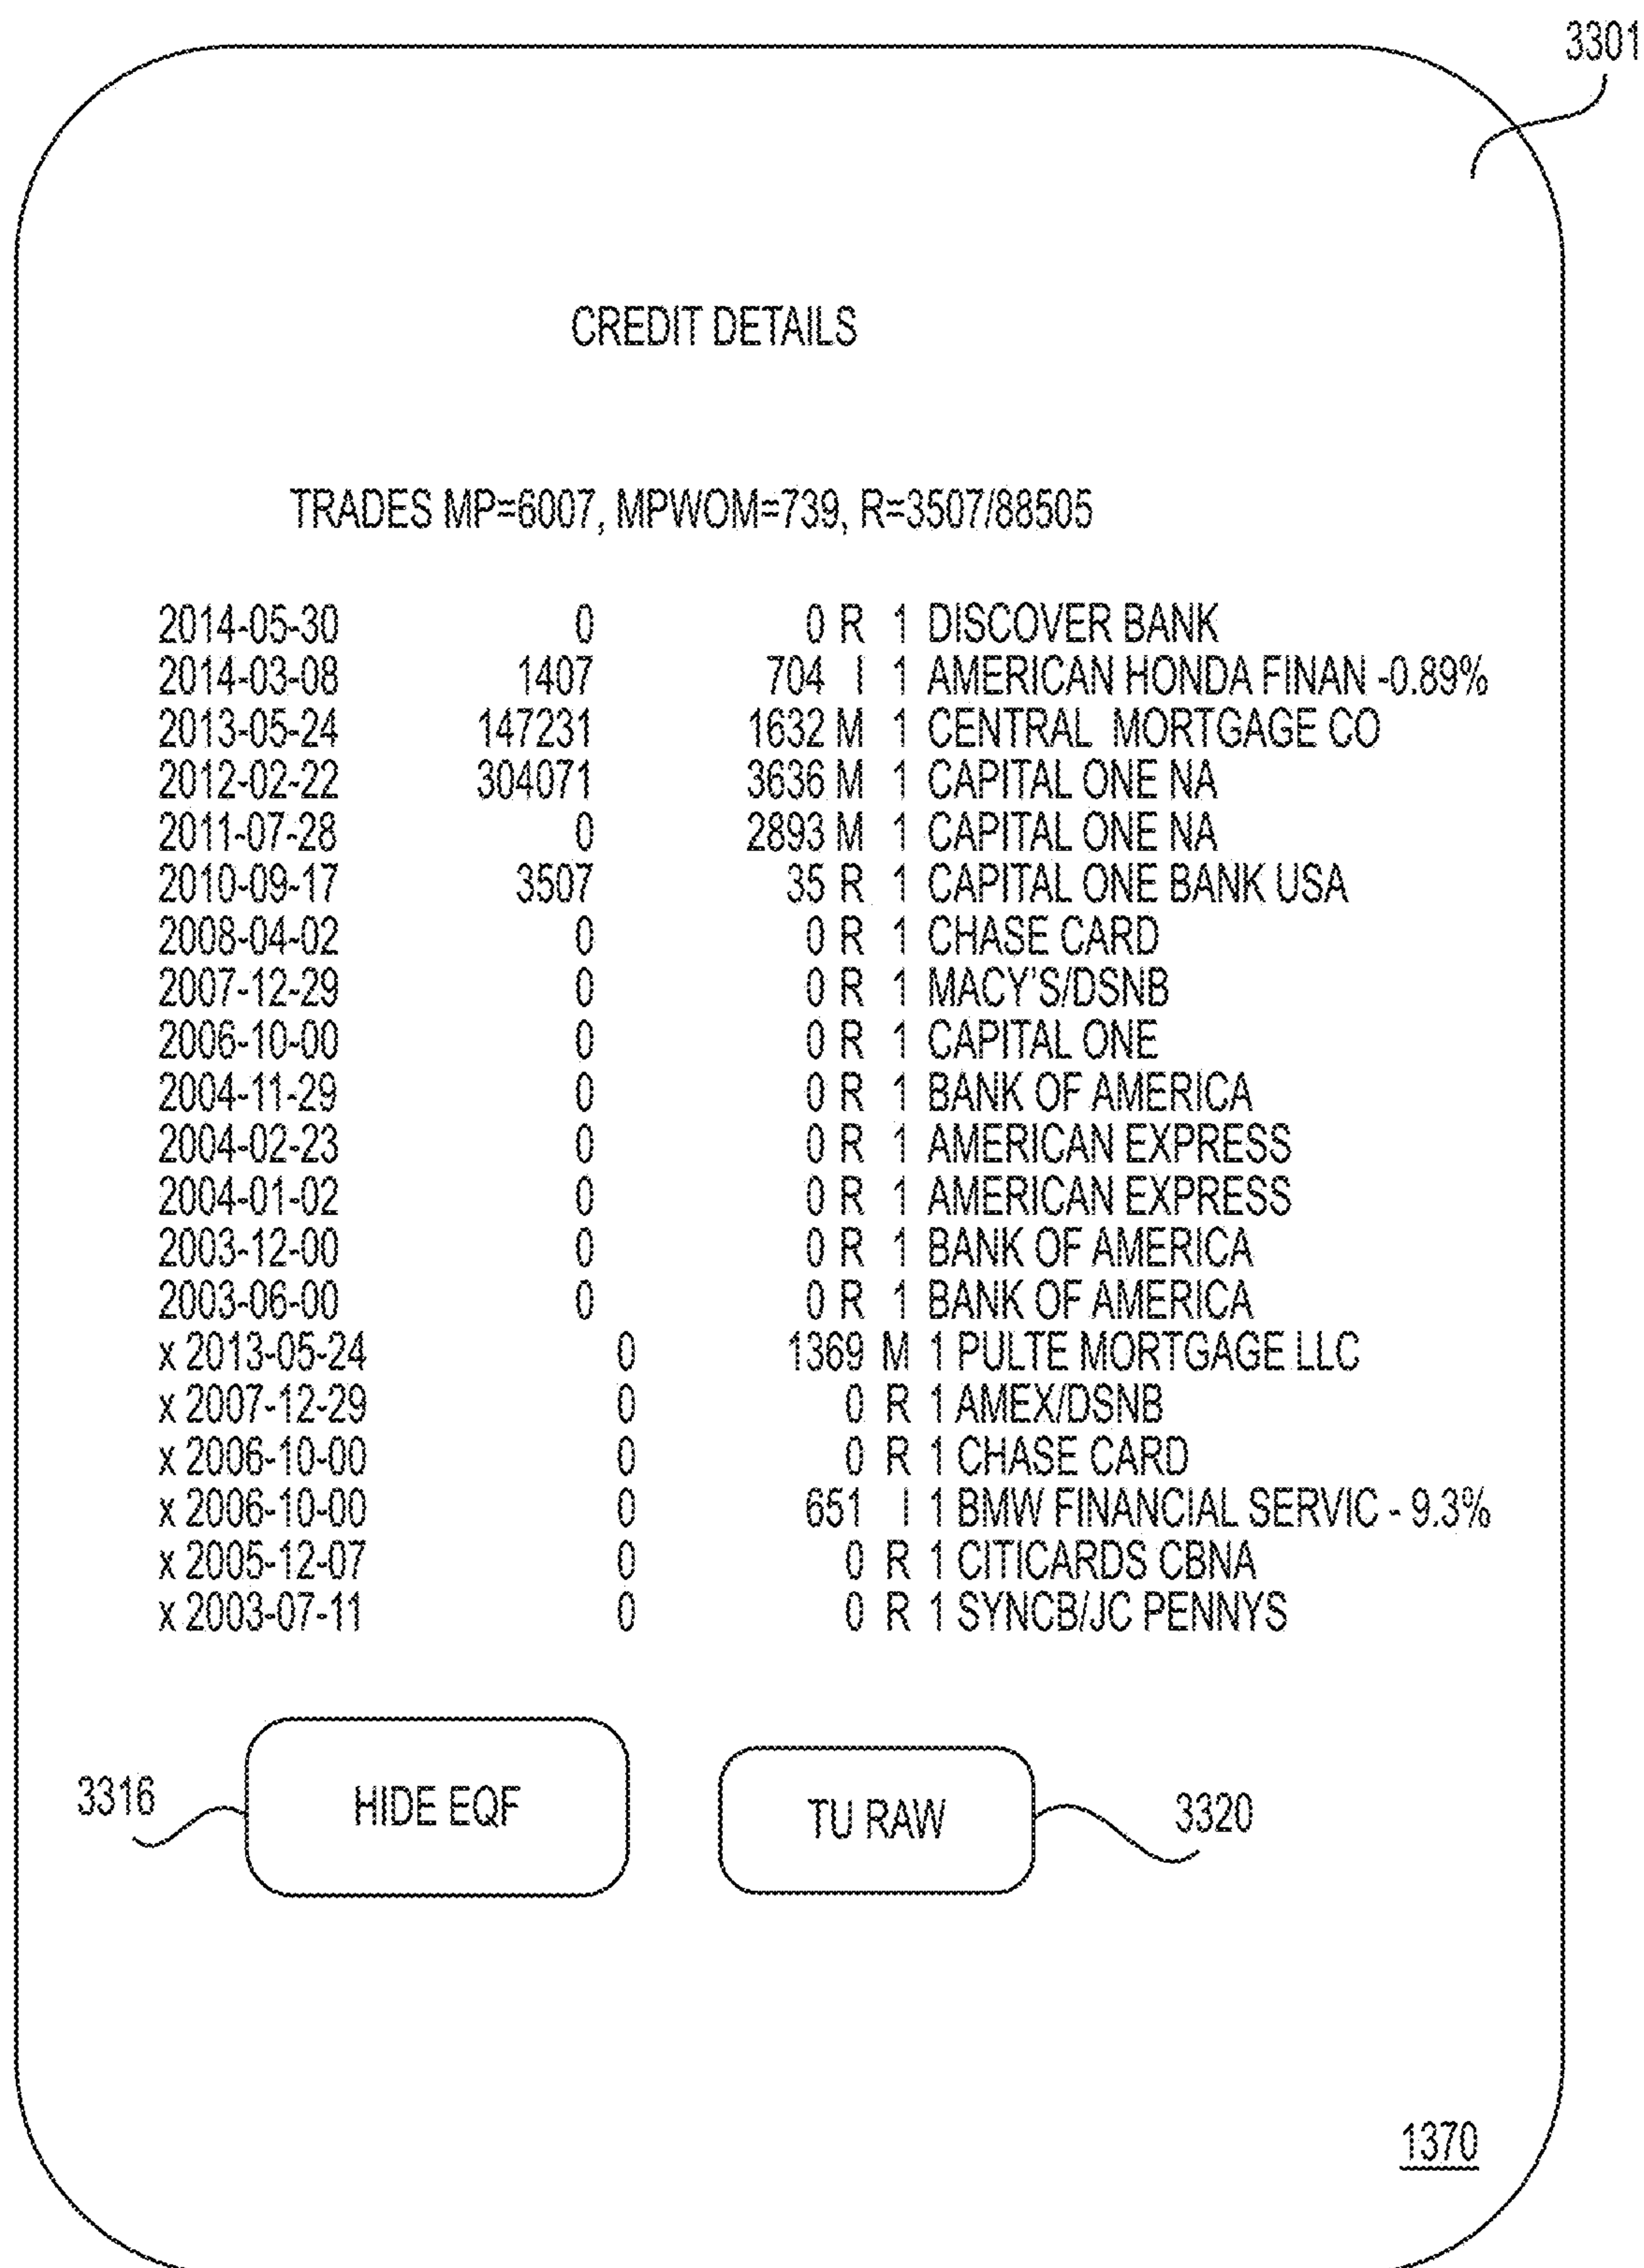 3301
CREDIT DETAILS
TRADES MP=6007, MPWOM=739, R=3507/88505
2014-05-30 0 0 R 1 DISCOVER BANK
2014-03-08 1407 704 I 1 AMERICAN HONDA FINAN -0.89%
2013-05-24 147231 1632 M 1 CENTRAL MORTGAGE CO
2012-02-22 304071 3636 M 1 CAPITAL ONE NA
2011-07-28 0 2893 M 1 CAPITAL ONE NA
2010-09-17 3507 35 R 1 CAPITAL ONE BANK USA
2008-04-02 0 0 R 1 CHASE CARD
2007-12-29 0 0 R 1 MACY'S/DSNB
2006-10-00 0 0 R 1 CAPITAL ONE
2004-11-29 0 0 R 1 BANK OF AMERICA
2004-02-23 0 0 R 1 AMERICAN EXPRESS
2004-01-02 0 0 R 1 AMERICAN EXPRESS
2003-12-00 0 0 R 1 BANK OF AMERICA
2003-06-00 0 0 R 1 BANK OF AMERICA
x 2013-05-24 0 1369 M 1 PULTE MORTGAGE LLC
x 2007-12-29 0 0 R 1 AMEX/DSNB
x 2006-10-00 0 0 R 1 CHASE CARD
x 2006-10-00 0 651 I 1 BMW FINANCIAL SERVIC - 9.3%
x 2005-12-07 0 0 R 1 CITICARDS CBNA
x 2003-07-11 0 0 R 1 SYNCB/JC PENNYS
3316 HIDE EQF TU RAW 3320
1370